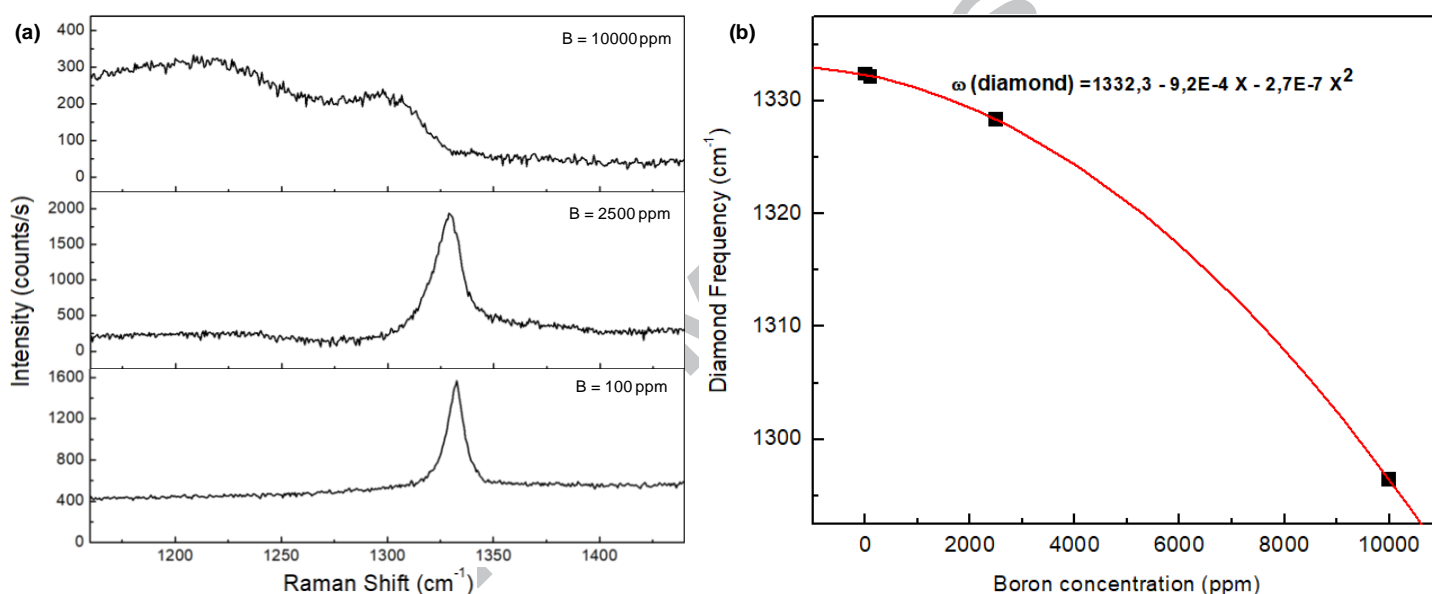 (a)
B = 10000 ppm
400
300
200
100
0
B = 2500 ppm
2000
1500
1000
500
0
B = 100 ppm
1600
1200
800
400
0
1200 1250 1300 1350 1400
Intensity (counts/s)
Raman Shift (cm⁻¹)
(b)
ω (diamond) =1332,3 - 9,2E-4 X - 2,7E-7 X²
1330
1320
1310
1300
0 2000 4000 6000 8000 10000
Diamond Frequency (cm⁻¹)
Boron concentration (ppm)